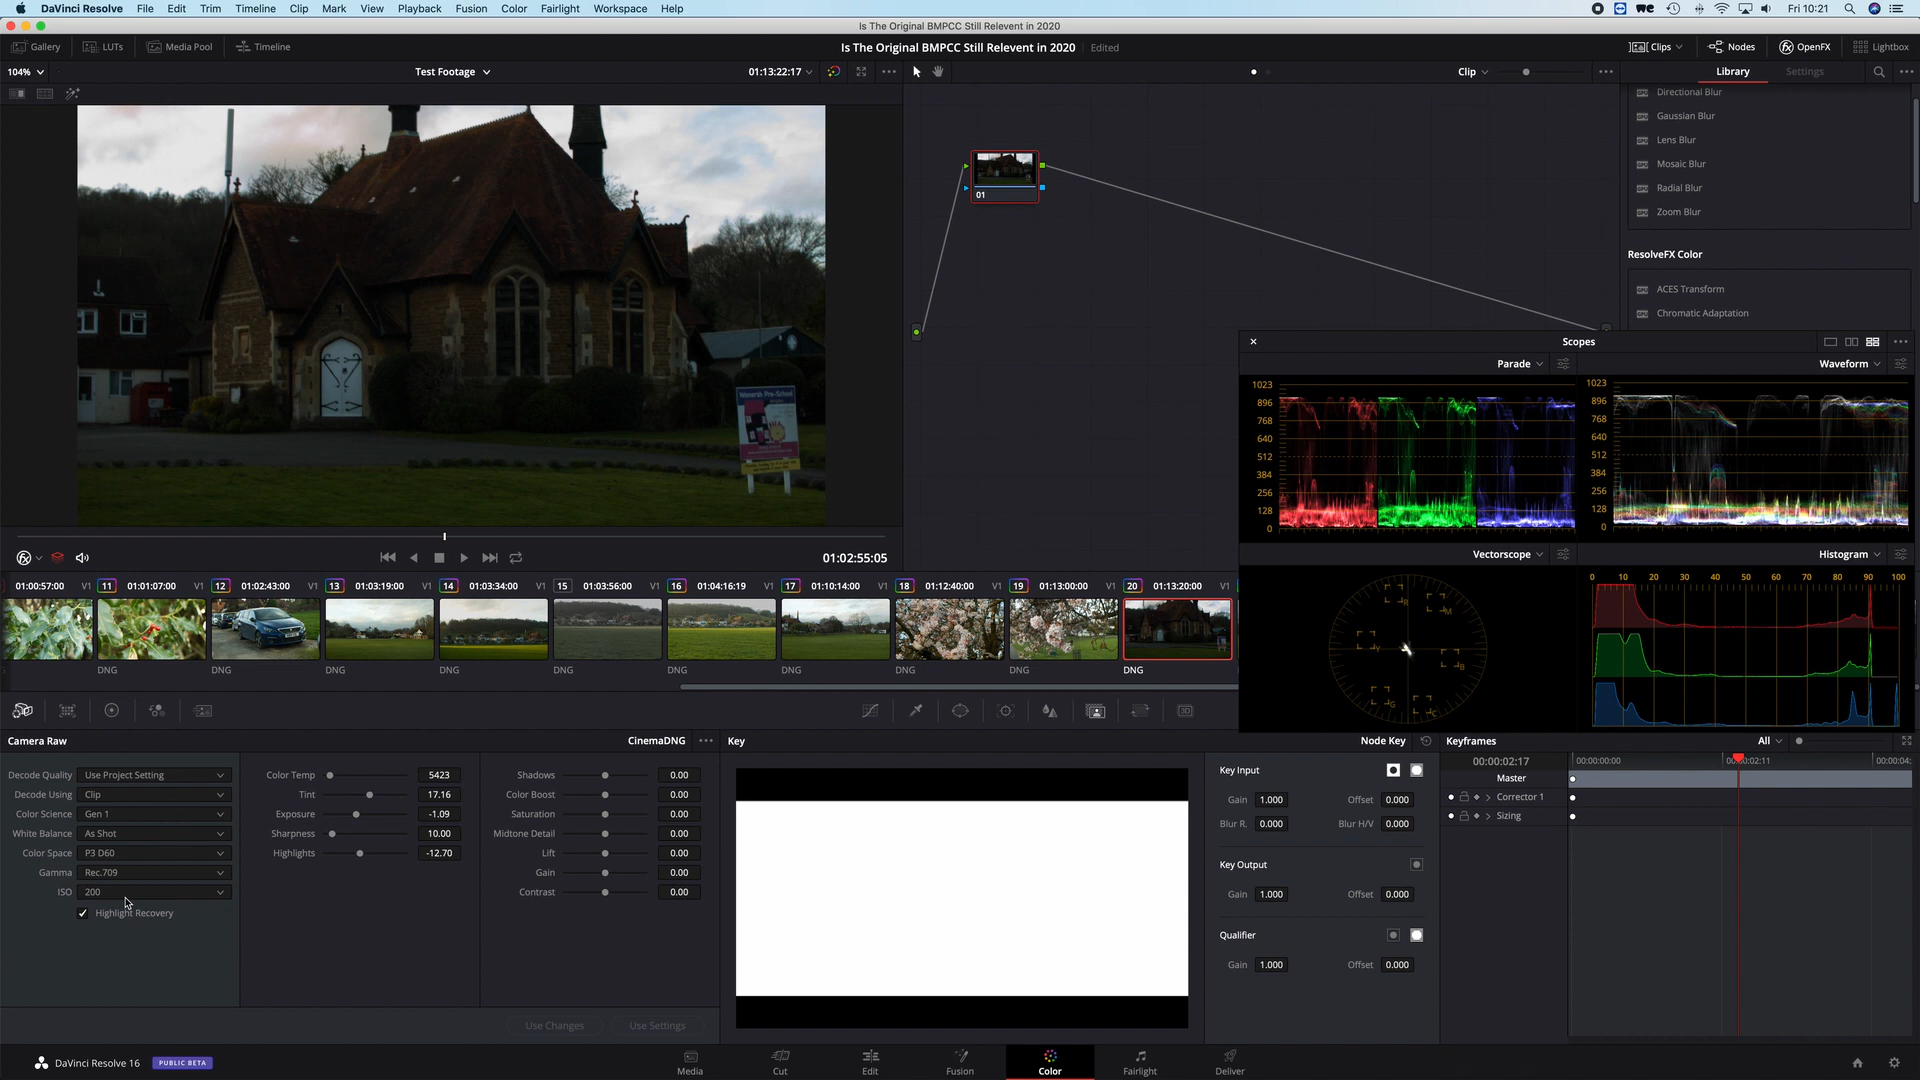 DaVinci Resolve File Edit Trim Timeline Clip Mark View Playback Fusion Color Fairlight Workspace Help Fri 10:21
Is The Original BMPCC Still Relevent in 2020
Gallery LUTs Media Pool Timeline Is The Original BMPCC Still Relevent in 2020 Edited Clips Nodes OpenFX Lightbox
104% Test Footage 01:13:22:17 Clip Library Settings
Directional Blur
Gaussian Blur
Lens Blur
Mosaic Blur
Radial Blur
Zoom Blur
ResolveFX Color
ACES Transform
Chromatic Adaptation
Wonersh Pre-School
Scopes
Parade Waveform
1023 1023
896 896
768 768
640 640
512 512
384 384
256 256
128 128
0 0
Vectorscope Histogram
0 10 20 30 40 50 60 70 80 90 100
R M Y B G C
01
01:02:55:05
01:00:57:00 V1 11 01:01:07:00 V1 12 01:02:43:00 V1 13 01:03:19:00 V1 14 01:03:34:00 V1 15 01:03:56:00 V1 16 01:04:16:19 V1 17 01:10:14:00 V1 18 01:12:40:00 V1 19 01:13:00:00 V1 20 01:13:20:00 V1
DNG DNG DNG DNG DNG DNG DNG DNG DNG DNG
3D
Camera Raw CinemaDNG Key Node Key Keyframes All
Decode Quality Use Project Setting
Decode Using Clip
Color Science Gen 1
White Balance As Shot
Color Space P3 D60
Gamma Rec.709
ISO 200
Highlight Recovery
Color Temp 5423
Tint 17.16
Exposure -1.09
Sharpness 10.00
Highlights -12.70
Shadows 0.00
Color Boost 0.00
Saturation 0.00
Midtone Detail 0.00
Lift 0.00
Gain 0.00
Contrast 0.00
Use Changes Use Settings
Key Input
Gain 1.000 Offset 0.000
Blur R. 0.000 Blur H/V 0.000
Key Output
Gain 1.000 Offset 0.000
Qualifier
Gain 1.000 Offset 0.000
00:00:02:17 00:00:00:00 00:00:02:11 00:00:04:
Master
Corrector 1
Sizing
DaVinci Resolve 16 PUBLIC BETA Media Cut Edit Fusion Color Fairlight Deliver